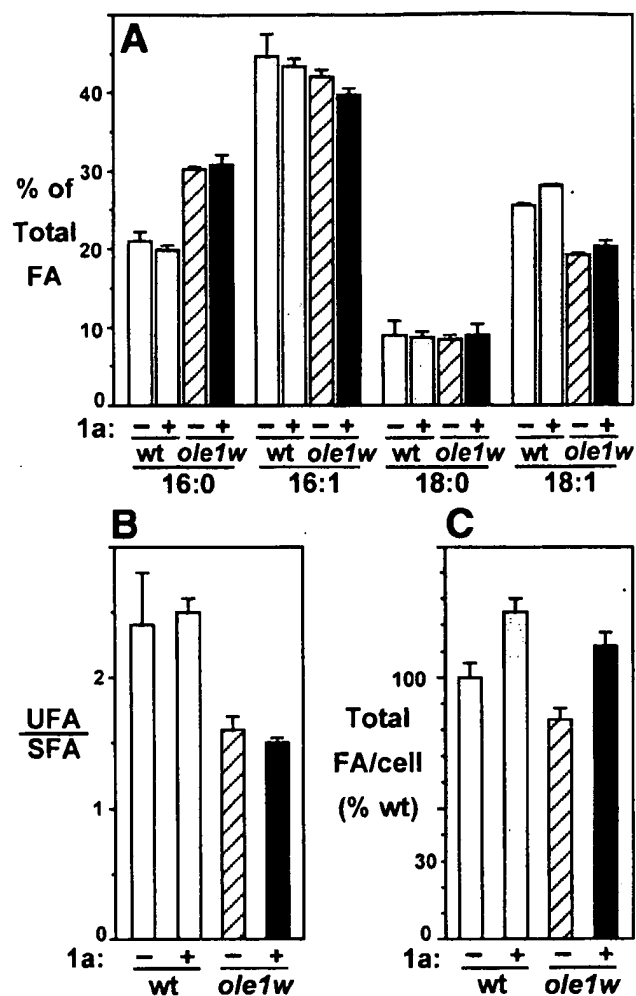 A
40
30
20
10
0
% of
Total
FA
1a: – + – + – + – + – + – + – + – +
wt ole1w wt ole1w wt ole1w wt ole1w
16:0 16:1 18:0 18:1
B
2
1
0
UFA
SFA
1a: – + – +
wt ole1w
C
100
30
0
Total
FA/cell
(% wt)
1a: – + – +
wt ole1w